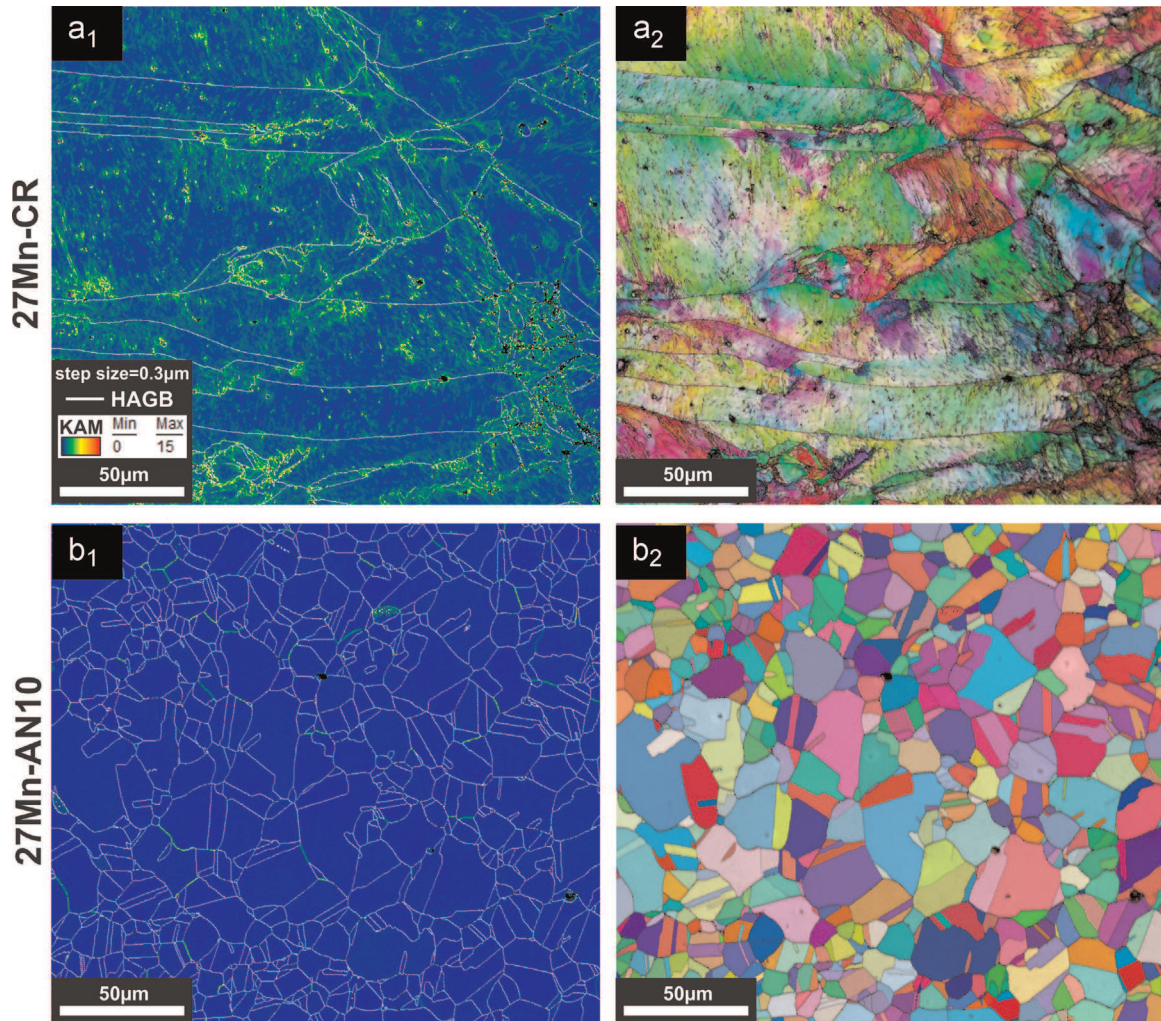 a1
a2
27Mn-CR
step size=0.3μm
HAGB
KAM Min Max
0 15
50μm
50μm
b1
b2
27Mn-AN10
50μm
50μm